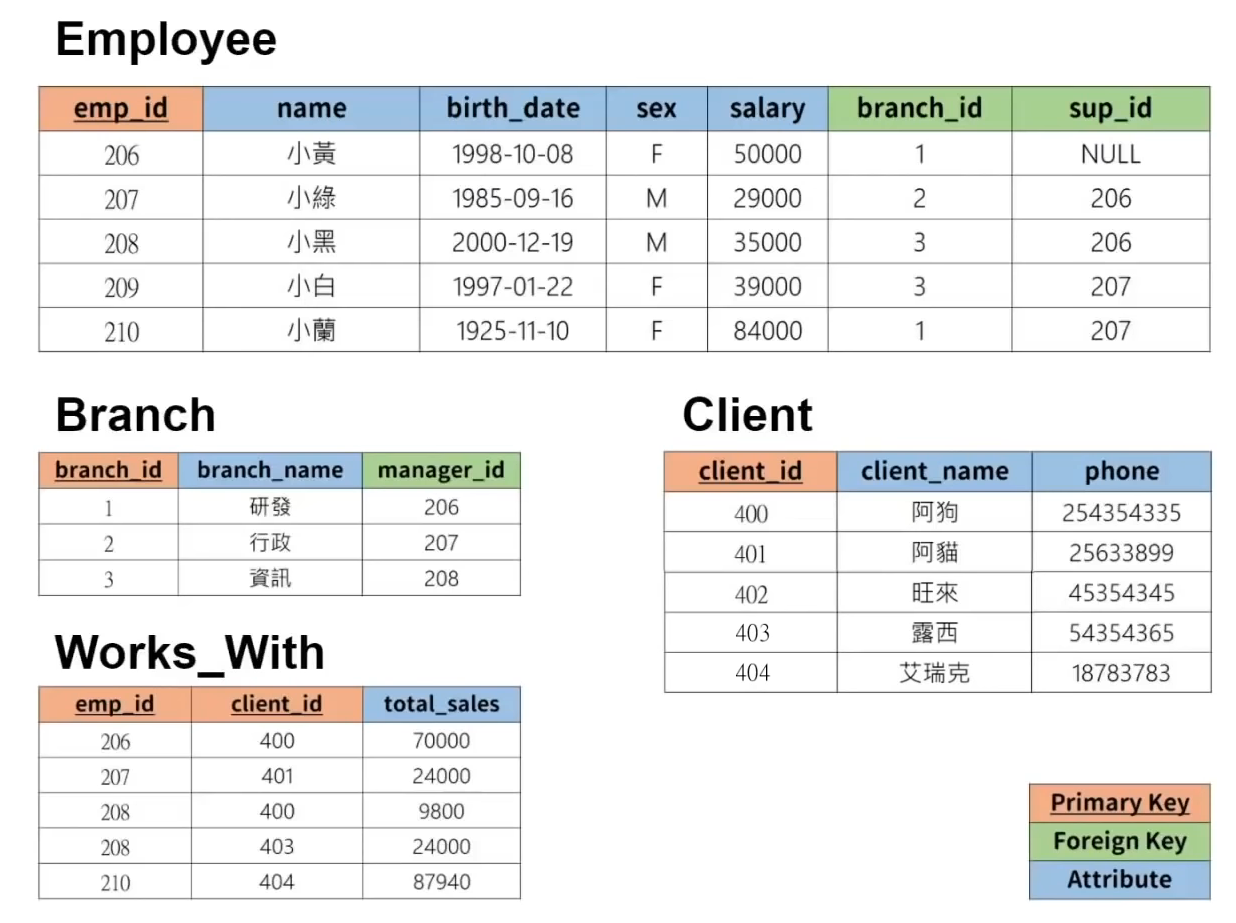 Employee
emp_id name birth_date sex salary branch_id sup_id
206 小黃 1998-10-08 F 50000 1 NULL
207 小綠 1985-09-16 M 29000 2 206
208 小黑 2000-12-19 M 35000 3 206
209 小白 1997-01-22 F 39000 3 207
210 小蘭 1925-11-10 F 84000 1 207
Branch
branch_id branch_name manager_id
1 研發 206
2 行政 207
3 資訊 208
Client
client_id client_name phone
400 阿狗 254354335
401 阿貓 25633899
402 旺來 45354345
403 露西 54354365
404 艾瑞克 18783783
Works_With
emp_id client_id total_sales
206 400 70000
207 401 24000
208 400 9800
208 403 24000
210 404 87940
Primary Key
Foreign Key
Attribute